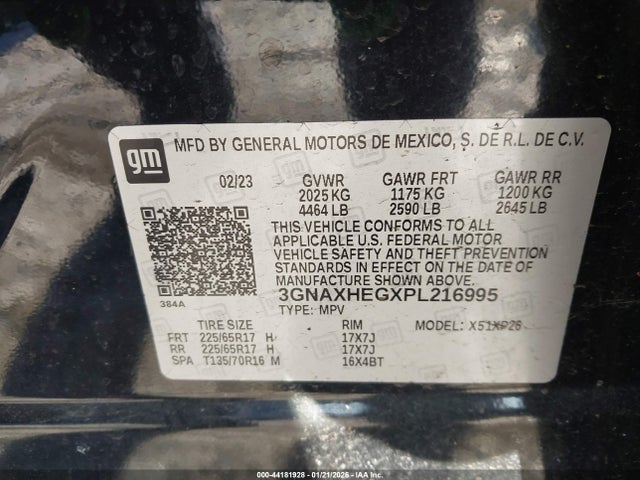 gm MFD BY GENERAL MOTORS DE MEXICO, S. DE R.L. DE C.V.
02/23 GVWR GAWR FRT GAWR RR
2025 KG 1175 KG 1200 KG
4464 LB 2590 LB 2645 LB
THIS VEHICLE CONFORMS TO ALL
APPLICABLE U.S. FEDERAL MOTOR
VEHICLE SAFETY AND THEFT PREVENTION
STANDARDS IN EFFECT ON THE DATE OF
MANUFACTURE SHOWN ABOVE.
384A 3GNAXHEGXPL216995
TYPE: MPV MODEL: X51XP26
TIRE SIZE RIM
FRT 225/65R17 H 17X7J
RR 225/65R17 H 17X7J
SPA T135/70R16 M 16X4BT
000-44181928 - 01/21/2026 - IAAI.COM